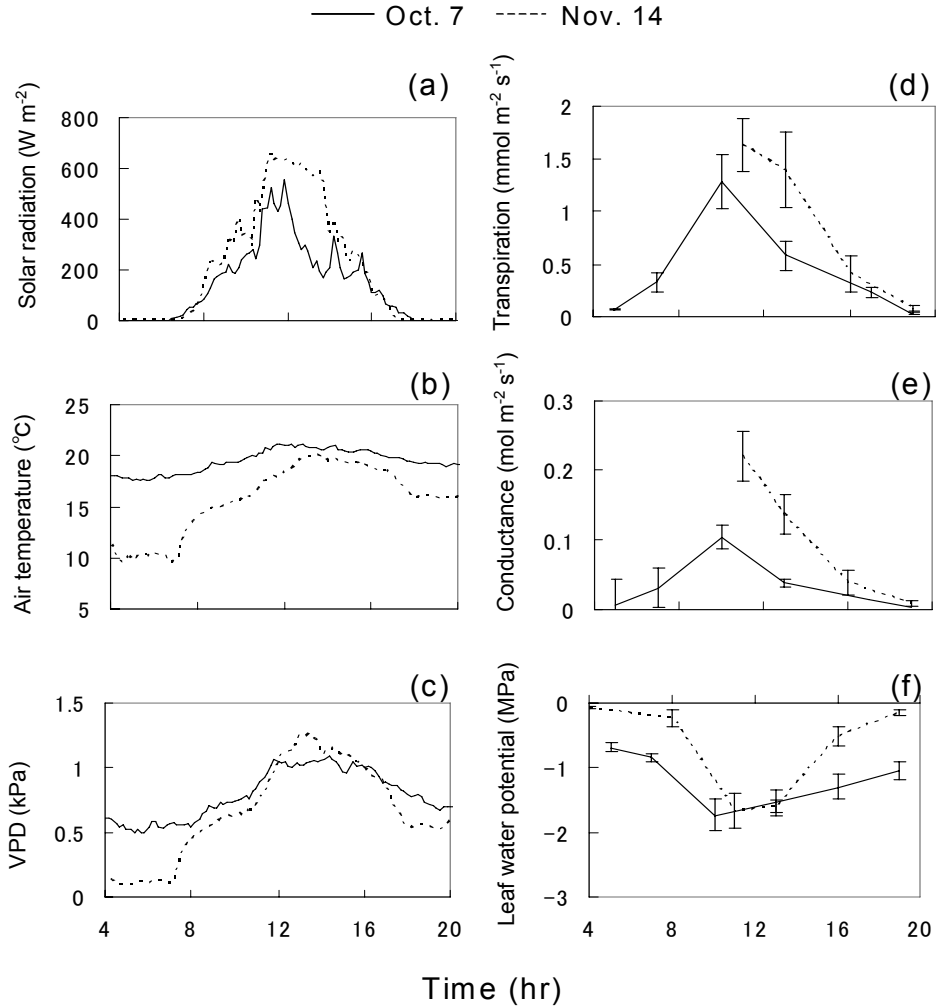 Oct. 7
Nov. 14
(a)
Solar radiation (W m-2)
800
600
400
200
0
(b)
Air temperature (°C)
25
20
15
10
5
(c)
VPD (kPa)
1.5
1
0.5
0
4 8 12 16 20
(d)
Transpiration (mmol m-2 s-1)
2
1.5
1
0.5
0
(e)
Conductance (mol m-2 s-1)
0.3
0.2
0.1
0
(f)
Leaf water potential (MPa)
0
-1
-2
-3
4 8 12 16 20
Time (hr)